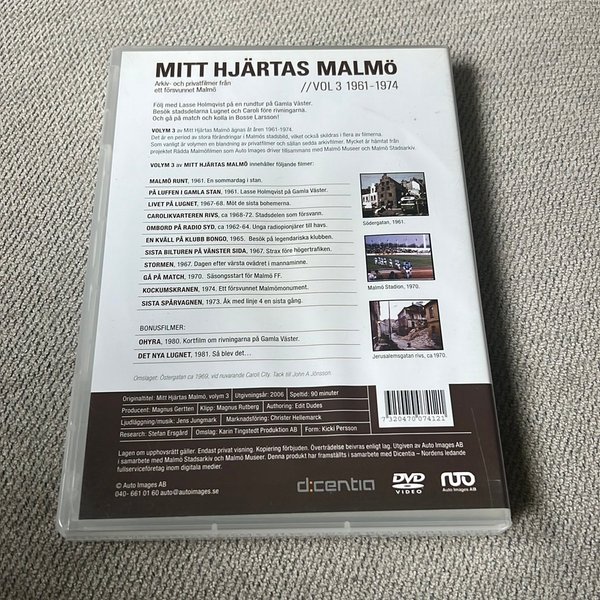 MITT HJÄRTAS MALMö
Arkiv- och privatfilmer från
ett försvunnet Malmö
//VOL 3 1961-1974
Följ med Lasse Holmqvist på en rundtur på Gamla Väster.
Besök stadsdelarna Lugnet och Caroli före rivningarna.
Och gå på match och kolla in Bosse Larsson!
VOLYM 3 av Mitt Hjärtas Malmö ägnas åt åren 1961-1974.
Det är en period av stora förändringar i Malmös stadsbild, vilket också skildras i flera av filmerna.
Som vanligt är volymen en blandning av privatfilmer och sällan sedda arkivfilmer. Mycket är hämtat från
projektet Rädda Malmöfilmen som Auto Images driver tillsammans med Malmö Museer och Malmö Stadsarkiv.
VOLYM 3 av MITT HJÄRTAS MALMÖ innehåller följande filmer:
MALMÖ RUNT, 1961. En sommardag i stan.
PÅ LUFFEN I GAMLA STAN, 1961. Lasse Holmqvist på Gamla Väster.
LIVET PÅ LUGNET, 1967-68. Möt de sista bohemerna.
CAROLIKVARTEREN RIVS, ca 1968-72. Stadsdelen som försvann.
OMBORD PÅ RADIO SYD, ca 1962-64. Unga radiopionjärer till havs.
EN KVÄLL PÅ KLUBB BONGO, 1965. Besök på legendariska klubben.
SISTA BILTUREN PÅ VÄNSTER SIDA, 1967. Strax före högertrafiken.
STORMEN, 1967. Dagen efter värsta ovädret i mannaminne.
GÅ PÅ MATCH, 1970. Säsongsstart för Malmö FF.
KOCKUMSKRANEN, 1974. Ett försvunnet Malmömonument.
SISTA SPÅRVAGNEN, 1973. Åk med linje 4 en sista gång.
Södergatan, 1961.
Malmö Stadion, 1970.
Jerusalemsgatan rivs, ca 1970.
BONUSFILMER:
OHYRA, 1980. Kortfilm om rivningarna på Gamla Väster.
DET NYA LUGNET, 1981. Så blev det...
Omslaget: Östergatan ca 1969, vid nuvarande Caroli City. Tack till John A Jönsson.
Originaltitel: Mitt Hjärtas Malmö, volym 3 Utgivningsår: 2006 Speltid: 90 minuter
Producent: Magnus Gertten Klipp: Magnus Rutberg Authoring: Edit Dudes
Ljudläggning/musik: Jens Jungmark Marknadsföring: Christer Hellemarck
Research: Stefan Ersgård Omslag: Karin Tingstedt Produktion AB Form: Kicki Persson
7320470074121
Lagen om upphovsrätt gäller. Endast privat visning. Kopiering förbjuden. Överträdelse beivras enligt lag. Utgiven av Auto Images AB
i samarbete med Malmö Stadsarkiv och Malmö Museer. Denna produkt har framställts i samarbete med Dicentia – Nordens ledande
fullserviceföretag inom digitala medier.
© Auto Images AB
040- 661 01 60 auto@autoimages.se
d:centia
DVD
VIDEO
Auto Images AB